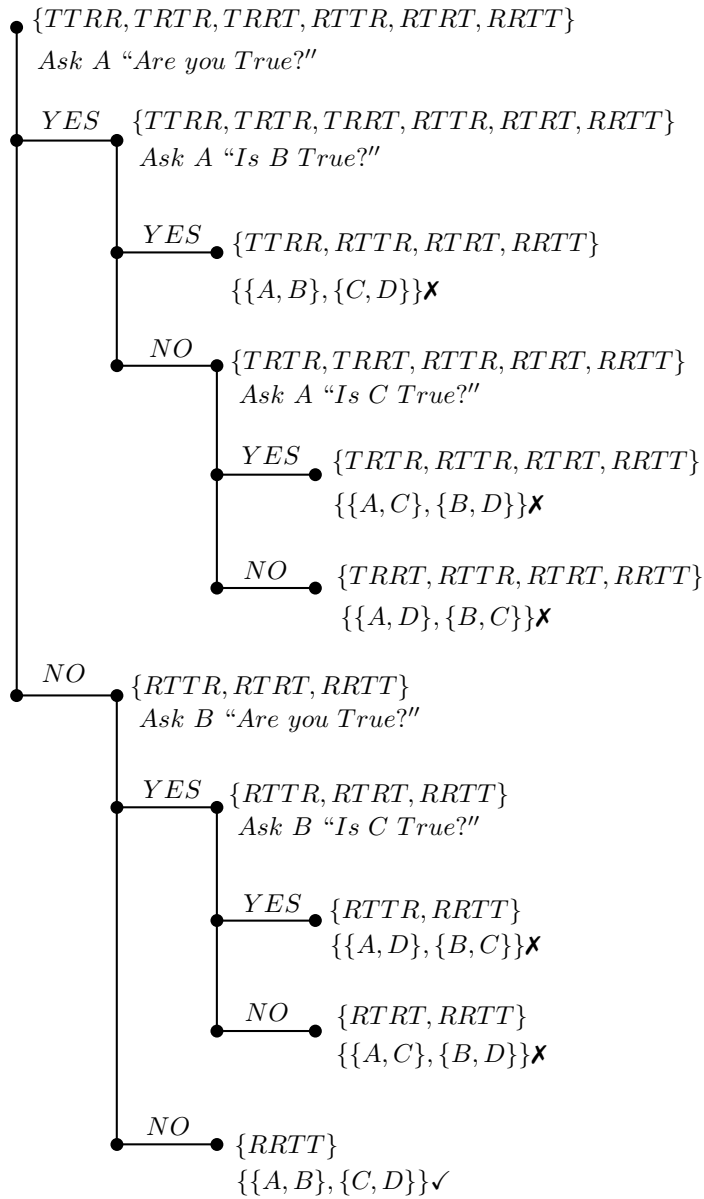 {TTRR, TRTR, TRRT, RTTR, RTRT, RRTT}
Ask A “Are you True?”
YES {TTRR, TRTR, TRRT, RTTR, RTRT, RRTT}
Ask A “Is B True?”
YES {TTRR, RTTR, RTRT, RRTT}
{{A, B}, {C, D}}✗
NO {TRTR, TRRT, RTTR, RTRT, RRTT}
Ask A “Is C True?”
YES {TRTR, RTTR, RTRT, RRTT}
{{A, C}, {B, D}}✗
NO {TRRT, RTTR, RTRT, RRTT}
{{A, D}, {B, C}}✗
NO {RTTR, RTRT, RRTT}
Ask B “Are you True?”
YES {RTTR, RTRT, RRTT}
Ask B “Is C True?”
YES {RTTR, RRTT}
{{A, D}, {B, C}}✗
NO {RTRT, RRTT}
{{A, C}, {B, D}}✗
NO {RRTT}
{{A, B}, {C, D}}✓